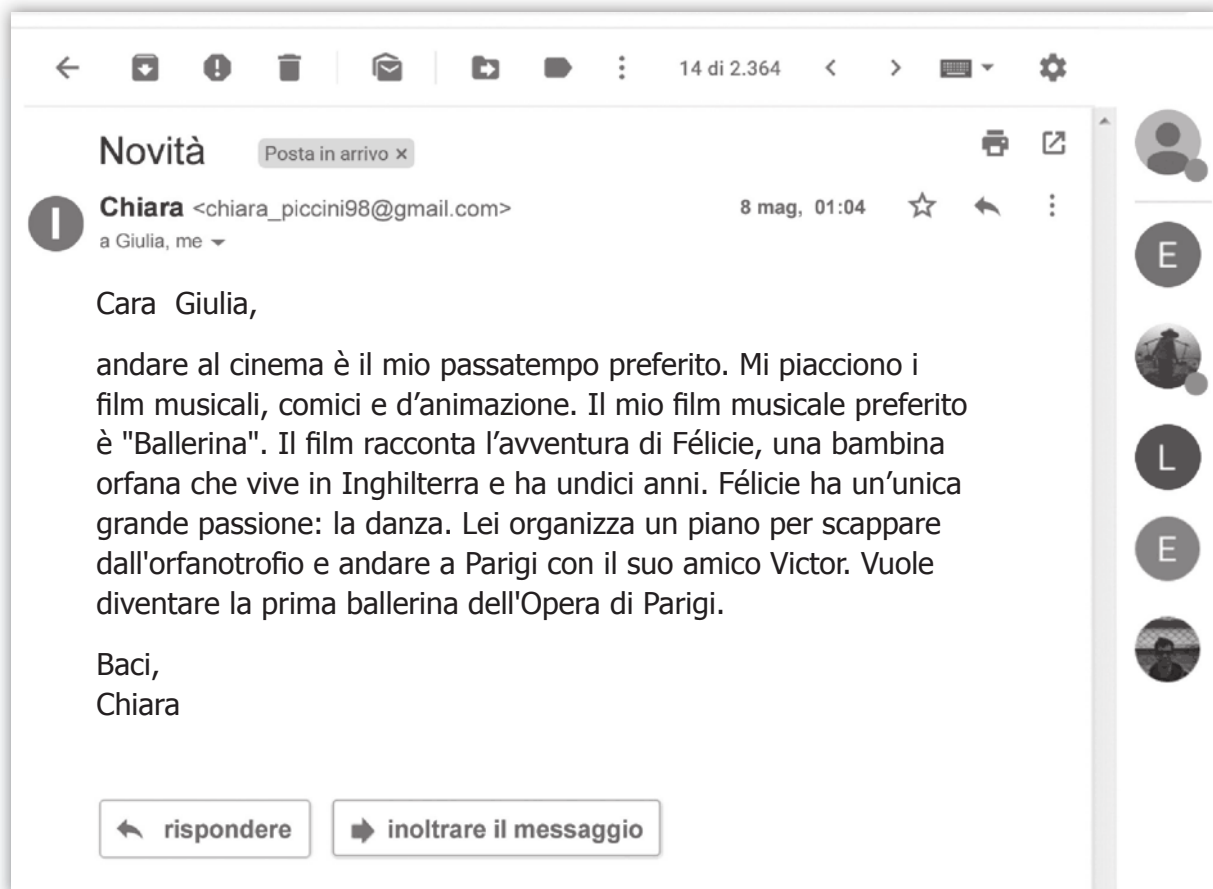 14 di 2.364
Novità
Posta in arrivo ×
I
Chiara <chiara_piccini98@gmail.com>
8 mag, 01:04
a Giulia, me
Cara Giulia,
andare al cinema è il mio passatempo preferito. Mi piacciono i
film musicali, comici e d'animazione. Il mio film musicale preferito
è "Ballerina". Il film racconta l'avventura di Félicie, una bambina
orfana che vive in Inghilterra e ha undici anni. Félicie ha un'unica
grande passione: la danza. Lei organizza un piano per scappare
dall'orfanotrofio e andare a Parigi con il suo amico Victor. Vuole
diventare la prima ballerina dell'Opera di Parigi.
Baci,
Chiara
rispondere
inoltrare il messaggio
E
L
E